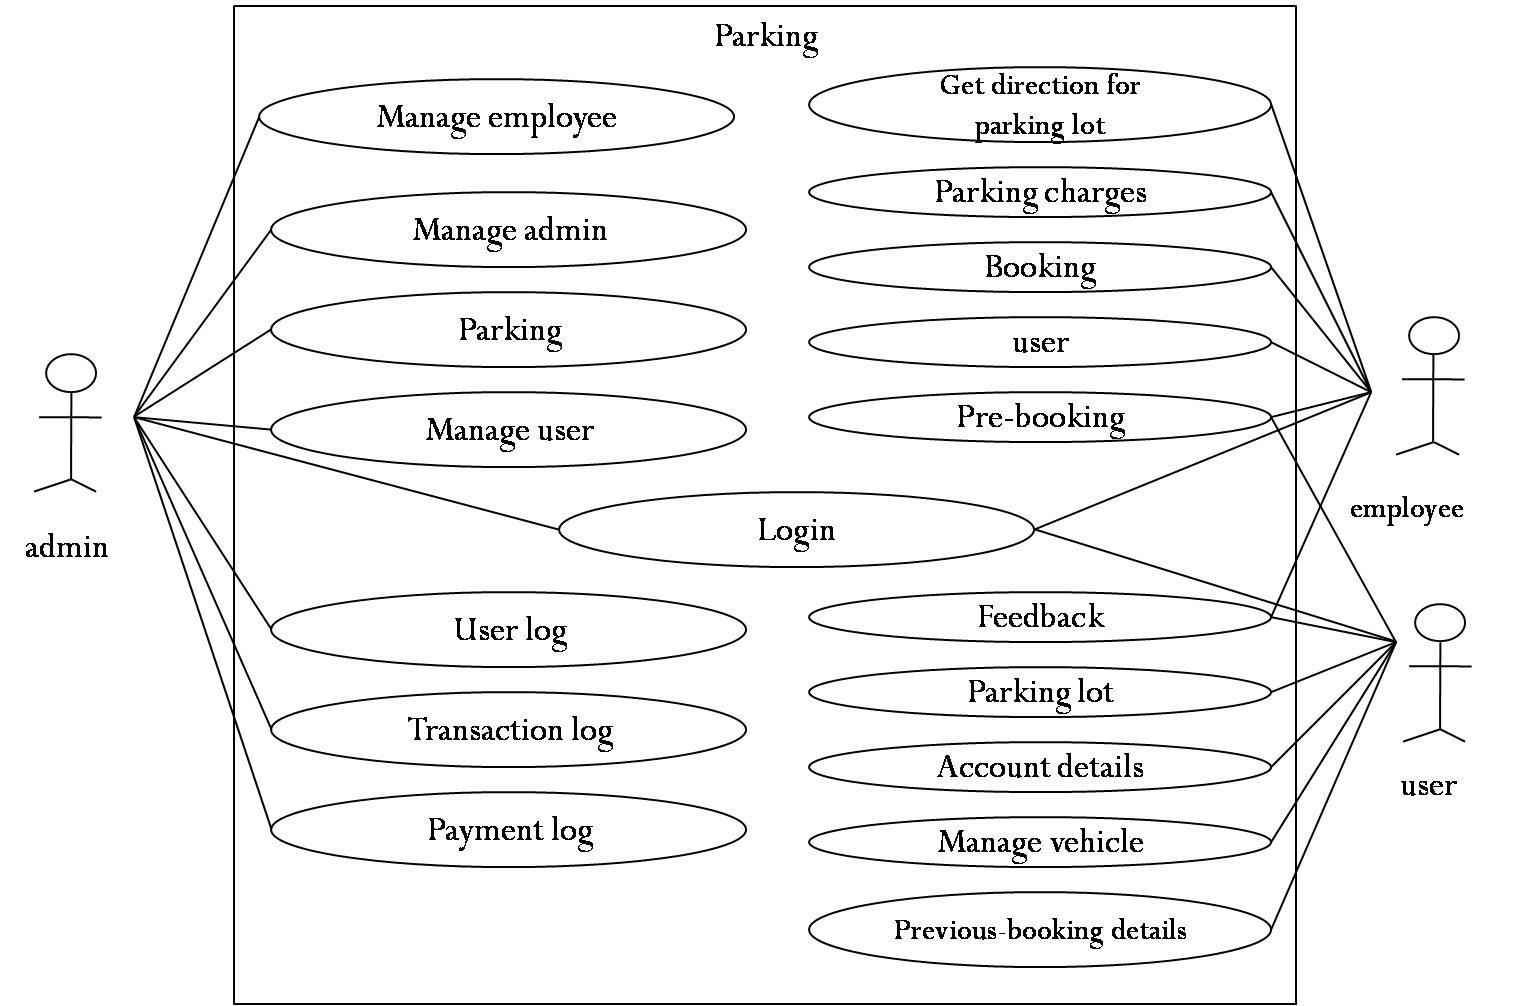 Parking
Manage employee
Manage admin
Parking
Manage user
Login
User log
Transaction log
Payment log
Get direction for
parking lot
Parking charges
Booking
user
Pre-booking
Feedback
Parking lot
Account details
Manage vehicle
Previous-booking details
admin
employee
user